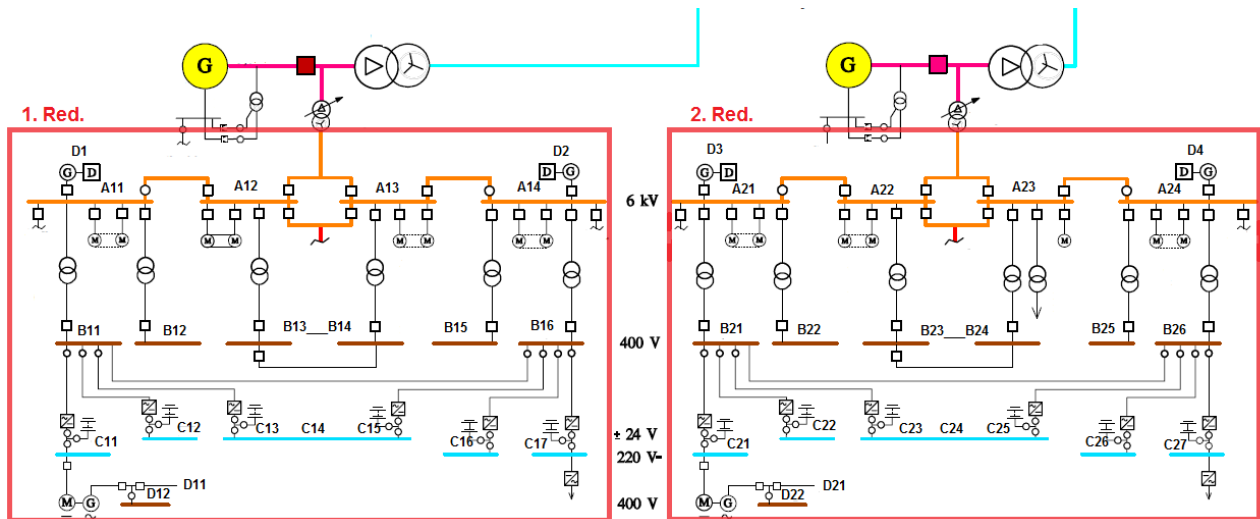 G
G
1. Red.
2. Red.
D1
D2
D3
D4
G D
D G
G D
D G
A11
A12
A13
A14
6 kV
A21
A22
A23
A24
M M
M M
M M
M M
M M
M
M M
B11
B12
B13___B14
B15
B16
400 V
B21
B22
B23___B24
B25
B26
C11
C12
C13
C14
C15
C16
C17
± 24 V
220 V=
C21
C22
C23
C24
C25
C26
C27
M G
D12
D11
400 V
M G
D22
D21